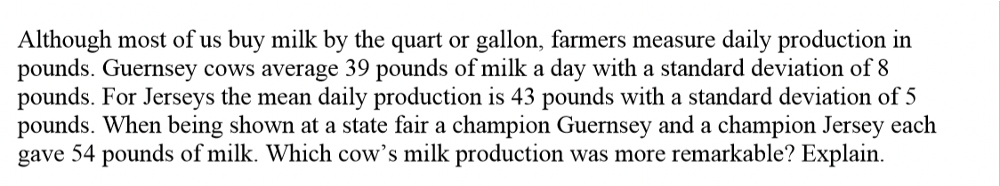 Although most of us buy milk by the quart or gallon, farmers measure daily production in
pounds. Guernsey cows average 39 pounds of milk a day with a standard deviation of 8
pounds. For Jerseys the mean daily production is 43 pounds with a standard deviation of 5
pounds. When being shown at a state fair a champion Guernsey and a champion Jersey each
gave 54 pounds of milk. Which cow’s milk production was more remarkable? Explain.